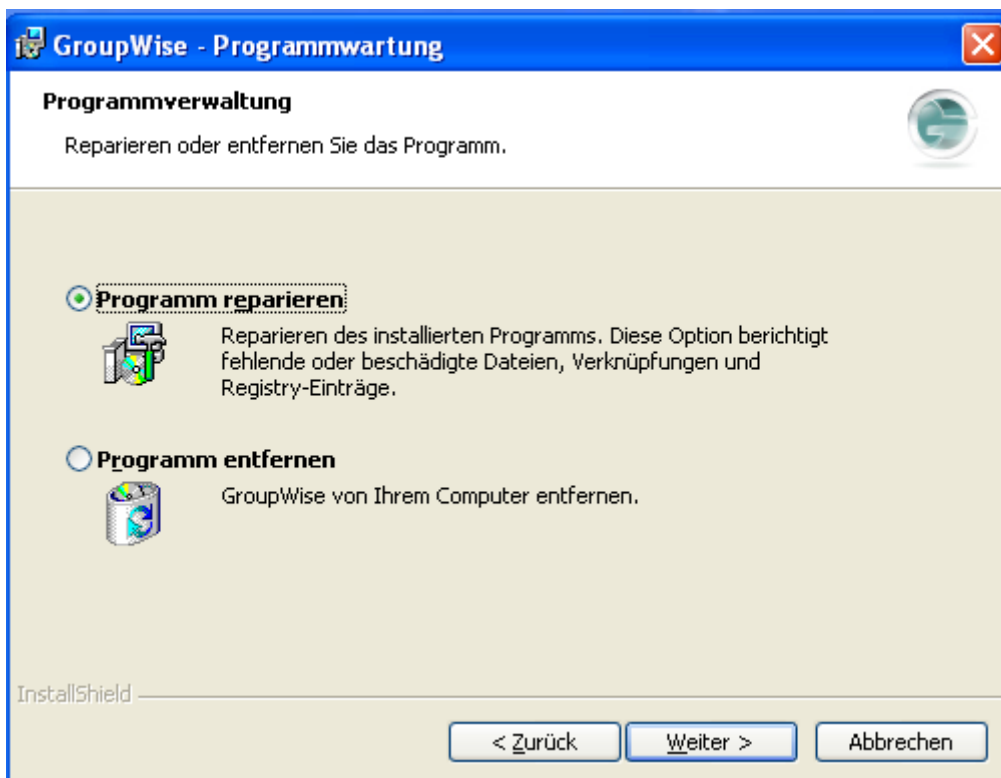 GroupWise - Programmwartung
Programmverwaltung
Reparieren oder entfernen Sie das Programm.
Programm reparieren
Reparieren des installierten Programms. Diese Option berichtigt
fehlende oder beschädigte Dateien, Verknüpfungen und
Registry-Einträge.
Programm entfernen
GroupWise von Ihrem Computer entfernen.
InstallShield
< Zurück Weiter > Abbrechen